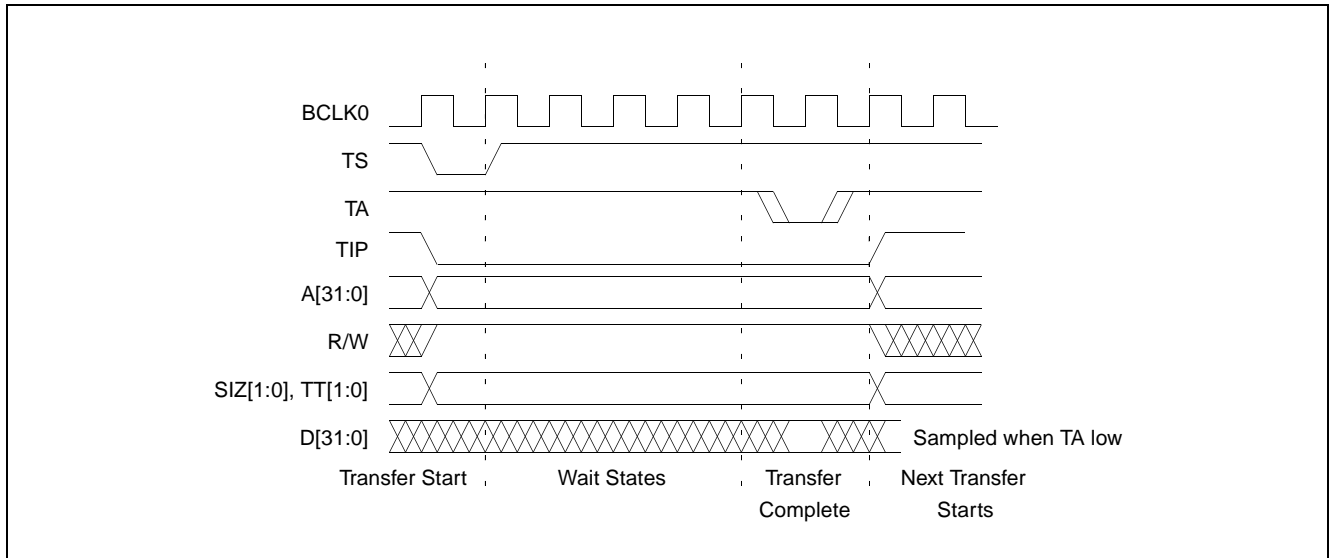 BCLK0
TS
TA
TIP
A[31:0]
R/W
SIZ[1:0], TT[1:0]
D[31:0]
Sampled when TA low
Transfer Start
Wait States
Transfer
Complete
Next Transfer
Starts